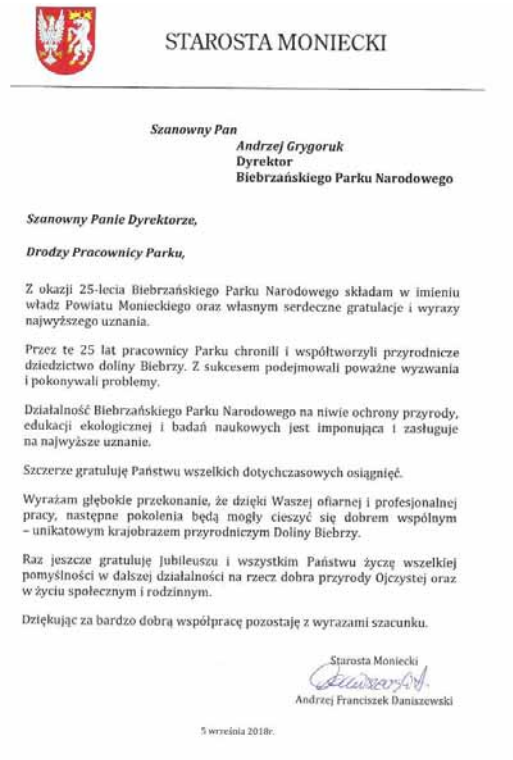 STAROSTA MONIECKI
Szanowny Pan
Andrzej Grygoruk
Dyrektor
Biebrzańskiego Parku Narodowego
Szanowny Panie Dyrektorze,
Drodzy Pracownicy Parku,
Z okazji 25-lecia Biebrzańskiego Parku Narodowego składam w imieniu
władz Powiatu Monieckiego oraz własnym serdeczne gratulacje i wyrazy
najwyższego uznania.
Przez te 25 lat pracownicy Parku chronili i współtworzyli przyrodnicze
dziedzictwo doliny Biebrzy. Z sukcesem podejmowali poważne wyzwania
i pokonywali problemy.
Działalność Biebrzańskiego Parku Narodowego na niwie ochrony przyrody,
edukacji ekologicznej i badań naukowych jest imponująca i zasługuje
na najwyższe uznanie.
Szczerze gratuluję Państwu wszelkich dotychczasowych osiągnięć.
Wyrażam głębokie przekonanie, że dzięki Waszej ofiarnej i profesjonalnej
pracy, następne pokolenia będą mogły cieszyć się dobrem wspólnym
– unikatowym krajobrazem przyrodniczym Doliny Biebrzy.
Raz jeszcze gratuluję Jubileuszu i wszystkim Państwu życzę wszelkiej
pomyślności w dalszej działalności na rzecz dobra przyrody Ojczystej oraz
w życiu społecznym i rodzinnym.
Dziękując za bardzo dobrą współpracę pozostaję z wyrazami szacunku.
Starosta Moniecki
Andrzej Franciszek Daniszewski
5 września 2018r.